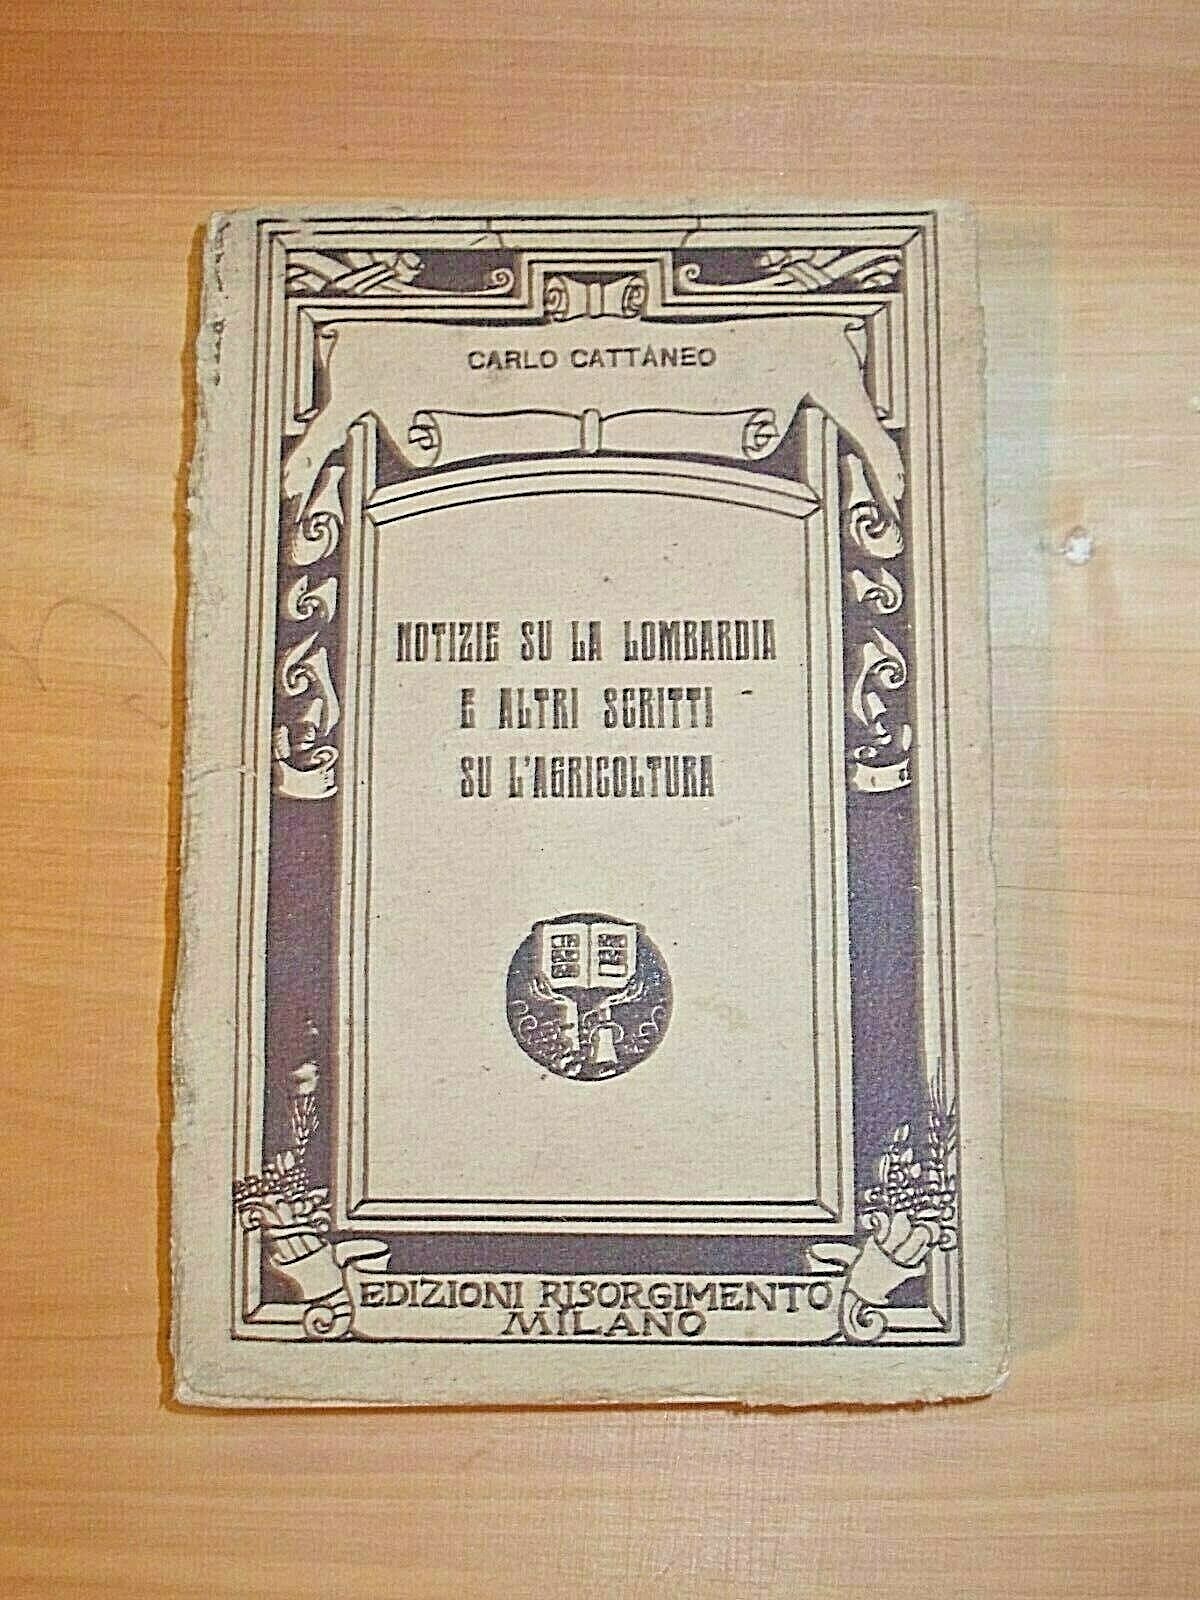 CARLO CATTANEO
NOTIZIE SU LA LOMBARDIA
E ALTRI SCRITTI
SU L'AGRICOLTURA
EDIZIONI RISORGIMENTO
MILANO